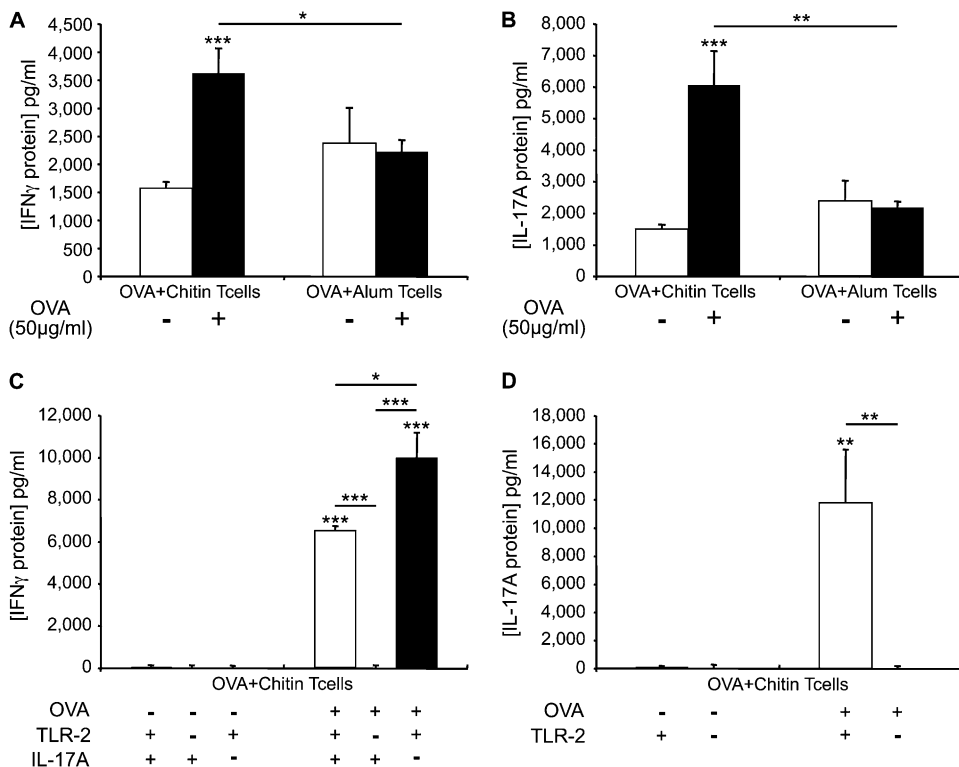 A
[IFNγ protein] pg/ml
4,500
4,000
3,500
3,000
2,500
2,000
1,500
1,000
500
0
***
*
OVA+Chitin Tcells
OVA+Alum Tcells
OVA
(50µg/ml)
- + - +
B
[IL-17A protein] pg/ml
8,000
7,000
6,000
5,000
4,000
3,000
2,000
1,000
0
***
**
OVA+Chitin Tcells
OVA+Alum Tcells
OVA
(50µg/ml)
- + - +
C
[IFNγ protein] pg/ml
12,000
10,000
8,000
6,000
4,000
2,000
0
*
***
***
***
***
OVA+Chitin Tcells
OVA - - - + + +
TLR-2 + - + + - +
IL-17A + + - + + -
D
[IL-17A protein] pg/ml
18,000
16,000
14,000
12,000
10,000
8,000
6,000
4,000
2,000
0
**
**
OVA+Chitin Tcells
OVA - - + +
TLR-2 + - + -